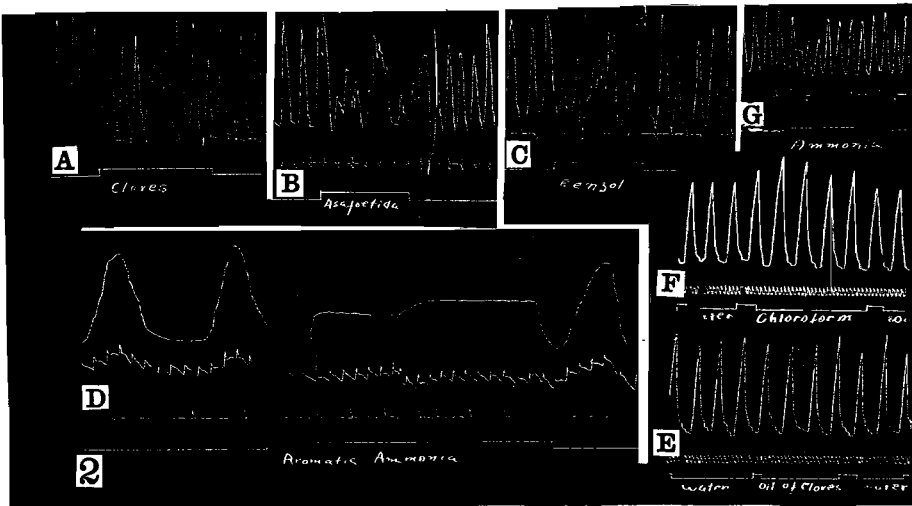 A
Cloves
B
Asafoetida
C
Benzol
G
Ammonia
F
Chloroform
D
Aromatic Ammonia
2
E
Water Oil of Cloves